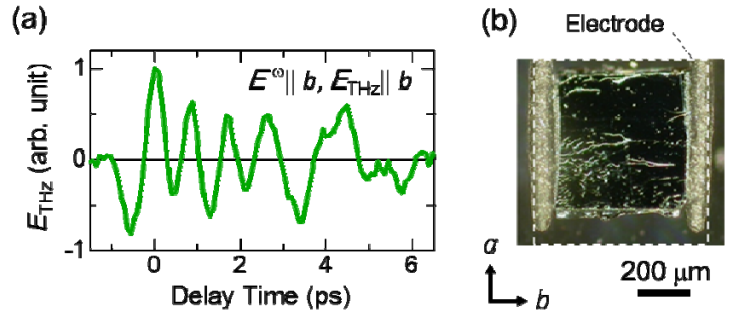 (a)
E^ω || b, E_THz || b
E_THz (arb. unit)
1
0
-1
0
2
4
6
Delay Time (ps)
(b)
Electrode
a
b
200 μm